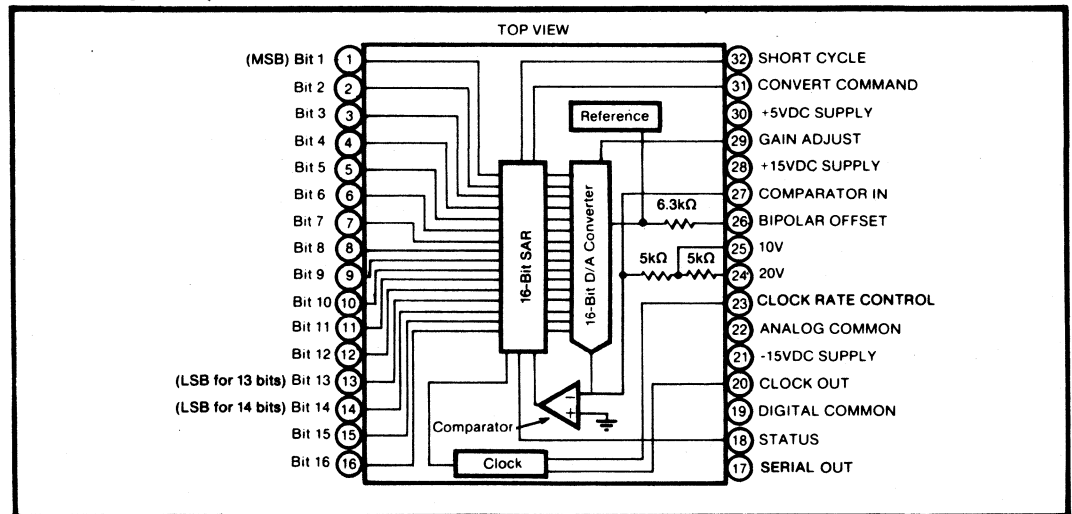 TOP VIEW
(MSB) Bit 1 1
Bit 2 2
Bit 3 3
Bit 4 4
Bit 5 5
Bit 6 6
Bit 7 7
Bit 8 8
Bit 9 9
Bit 10 10
Bit 11 11
Bit 12 12
(LSB for 13 bits) Bit 13 13
(LSB for 14 bits) Bit 14 14
Bit 15 15
Bit 16 16
Reference
16-Bit SAR
16-Bit D/A Converter
6.3kΩ
5kΩ 5kΩ
Comparator
− +
Clock
32 SHORT CYCLE
31 CONVERT COMMAND
30 +5VDC SUPPLY
29 GAIN ADJUST
28 +15VDC SUPPLY
27 COMPARATOR IN
26 BIPOLAR OFFSET
25 10V
24 20V
23 CLOCK RATE CONTROL
22 ANALOG COMMON
21 -15VDC SUPPLY
20 CLOCK OUT
19 DIGITAL COMMON
18 STATUS
17 SERIAL OUT